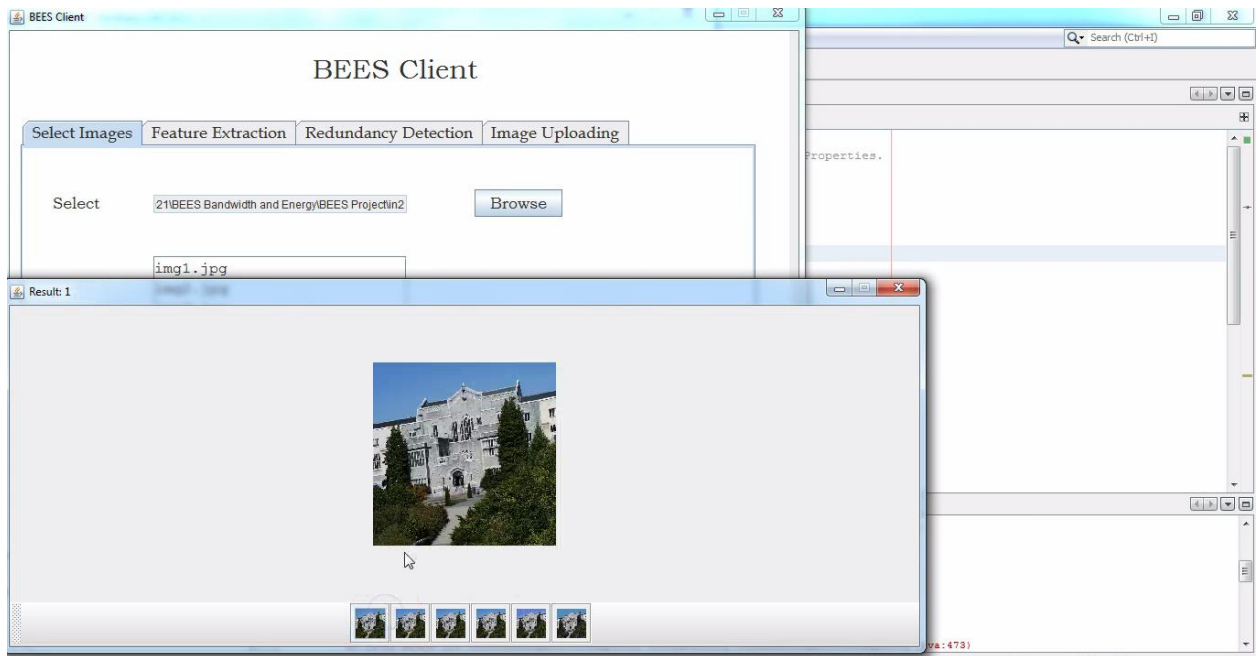 BEES Client
Search (Ctrl+I)
BEES Client
Select Images
Feature Extraction
Redundancy Detection
Image Uploading
Properties.
Select
21\BEES Bandwidth and Energy\BEES Project\in2
Browse
img1.jpg
Result: 1
va:473)